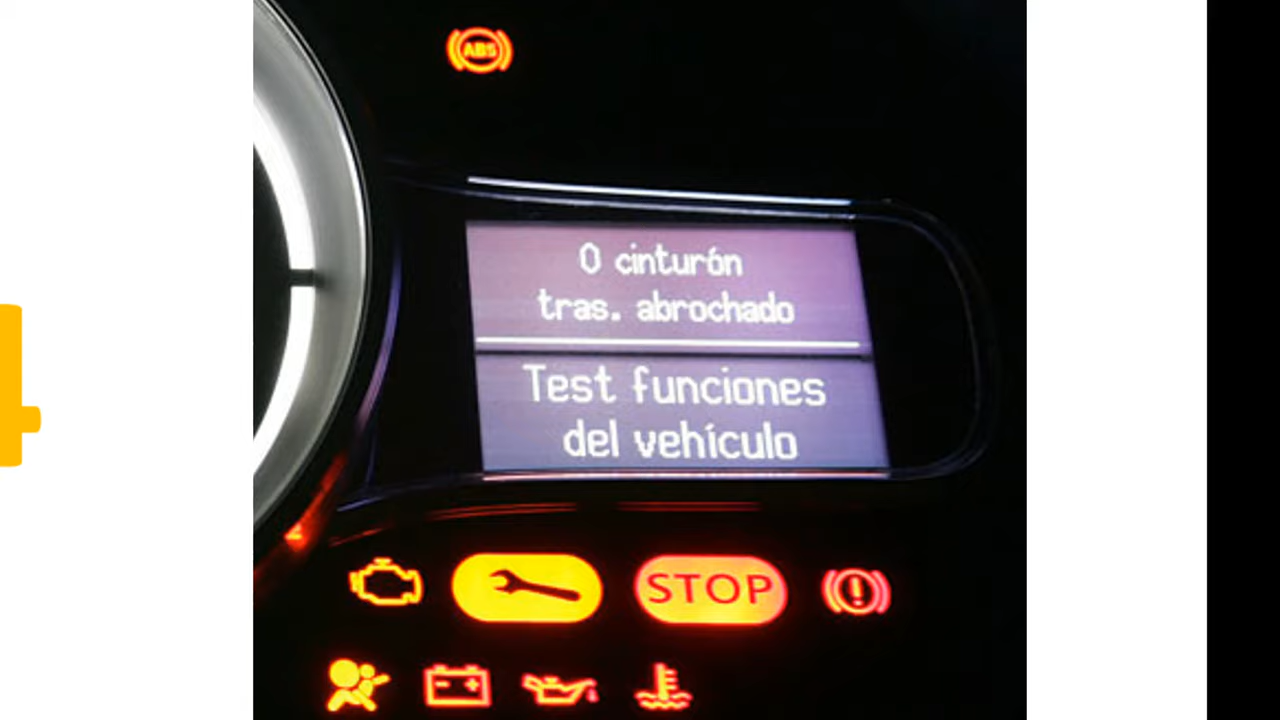 ABS
0 cinturón
tras. abrochado
Test funciones
del vehículo
STOP